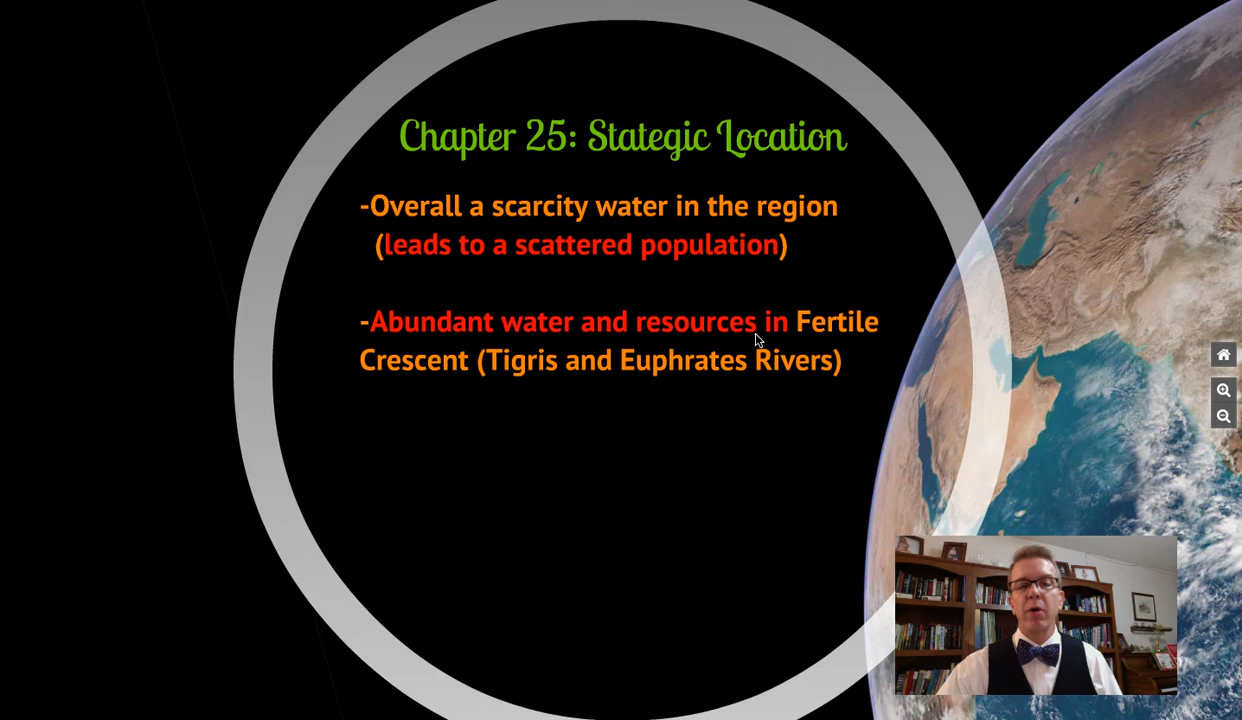 Chapter 25: Stategic Location
-Overall a scarcity water in the region
(leads to a scattered population)
-Abundant water and resources in Fertile
Crescent (Tigris and Euphrates Rivers)